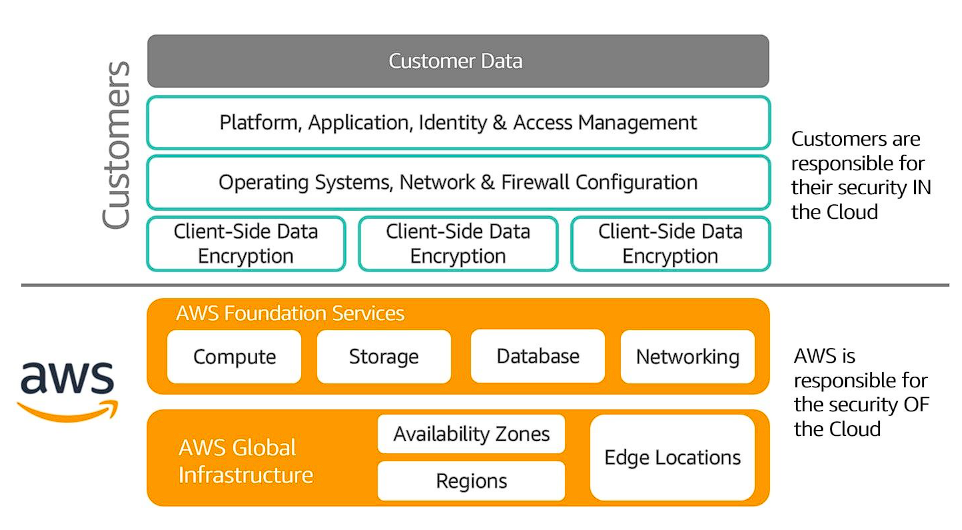 Customers
Customer Data
Platform, Application, Identity & Access Management
Operating Systems, Network & Firewall Configuration
Client-Side Data
Encryption
Client-Side Data
Encryption
Client-Side Data
Encryption
Customers are
responsible for
their security IN
the Cloud
aws
AWS Foundation Services
Compute
Storage
Database
Networking
AWS Global
Infrastructure
Availability Zones
Regions
Edge Locations
AWS is
responsible for
the security OF
the Cloud